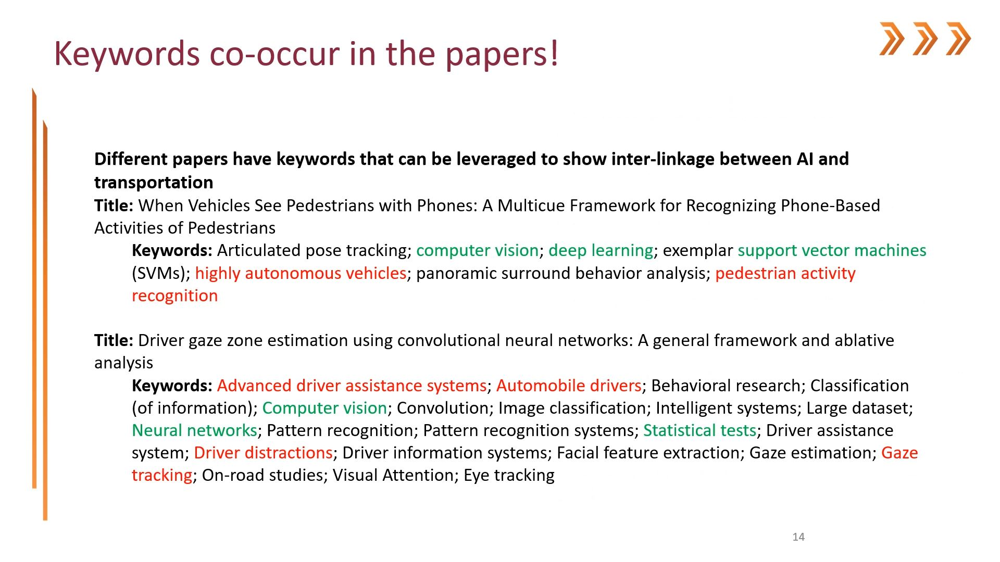 Keywords co-occur in the papers!
Different papers have keywords that can be leveraged to show inter-linkage between AI and
transportation
Title: When Vehicles See Pedestrians with Phones: A Multicue Framework for Recognizing Phone-Based
Activities of Pedestrians
Keywords: Articulated pose tracking; computer vision; deep learning; exemplar support vector machines
(SVMs); highly autonomous vehicles; panoramic surround behavior analysis; pedestrian activity
recognition
Title: Driver gaze zone estimation using convolutional neural networks: A general framework and ablative
analysis
Keywords: Advanced driver assistance systems; Automobile drivers; Behavioral research; Classification
(of information); Computer vision; Convolution; Image classification; Intelligent systems; Large dataset;
Neural networks; Pattern recognition; Pattern recognition systems; Statistical tests; Driver assistance
system; Driver distractions; Driver information systems; Facial feature extraction; Gaze estimation; Gaze
tracking; On-road studies; Visual Attention; Eye tracking
14